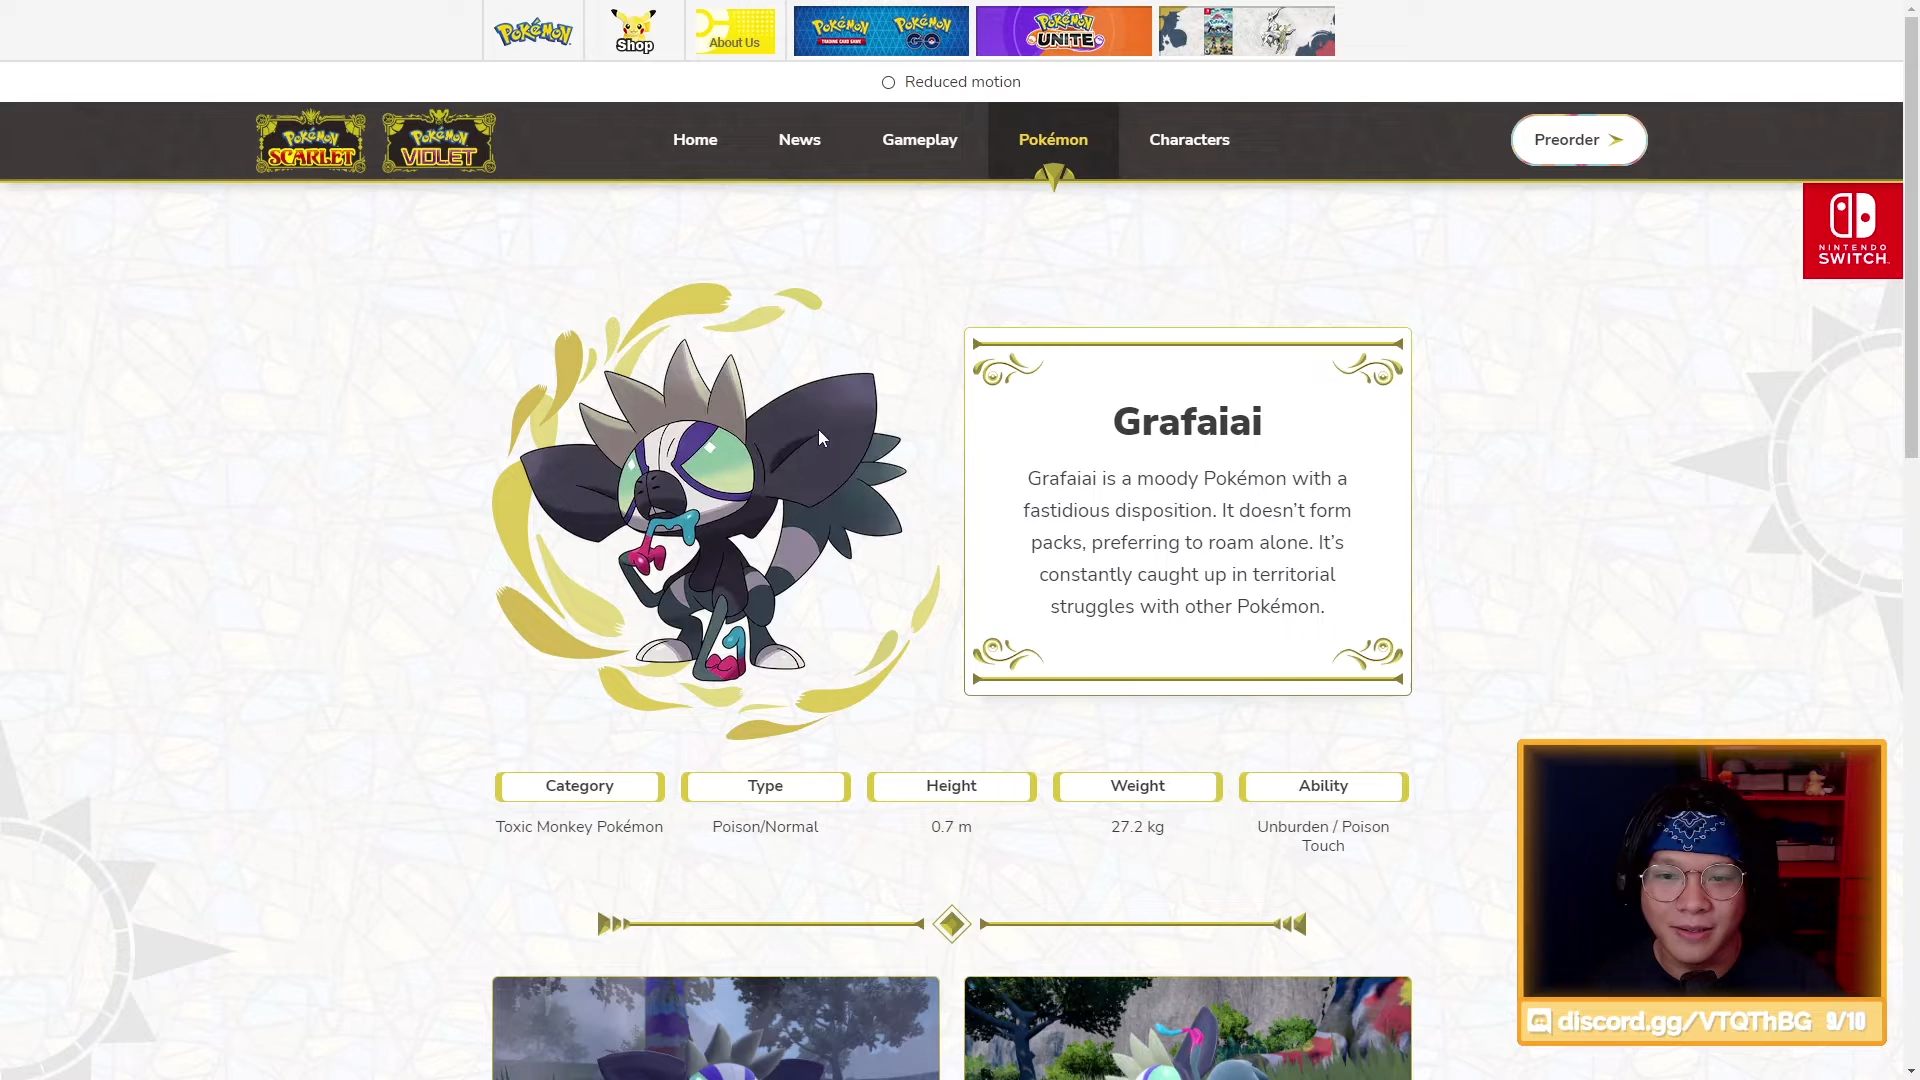 Pokémon
Shop
About Us
Pokémon
TRADING CARD GAME
Pokémon
GO
Pokémon
UNITE
Reduced motion
Pokémon
SCARLET
Pokémon
VIOLET
Home
News
Gameplay
Pokémon
Characters
Preorder
NINTENDO
SWITCH
Grafaiai
Grafaiai is a moody Pokémon with a
fastidious disposition. It doesn’t form
packs, preferring to roam alone. It’s
constantly caught up in territorial
struggles with other Pokémon.
Category
Type
Height
Weight
Ability
Toxic Monkey Pokémon
Poison/Normal
0.7 m
27.2 kg
Unburden / Poison
Touch
discord.gg/VTQThBG 9/10